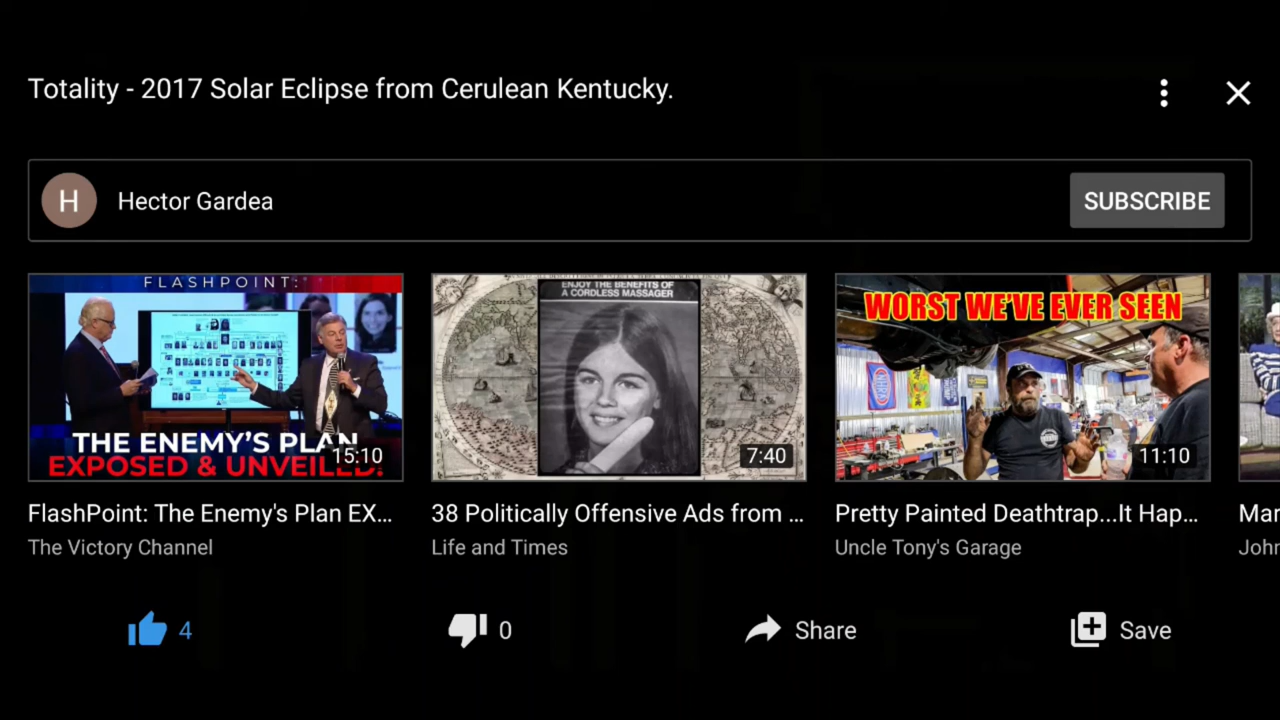 Totality - 2017 Solar Eclipse from Cerulean Kentucky.
H
Hector Gardea
SUBSCRIBE
FLASHPOINT:
THE ENEMY'S PLAN
EXPOSED & UNVEILED!
15:10
ENJOY THE BENEFITS OF
A CORDLESS MASSAGER
7:40
WORST WE'VE EVER SEEN
11:10
FlashPoint: The Enemy's Plan EX...
The Victory Channel
38 Politically Offensive Ads from ...
Life and Times
Pretty Painted Deathtrap...It Hap...
Uncle Tony's Garage
Mar
John
4
0
Share
Save